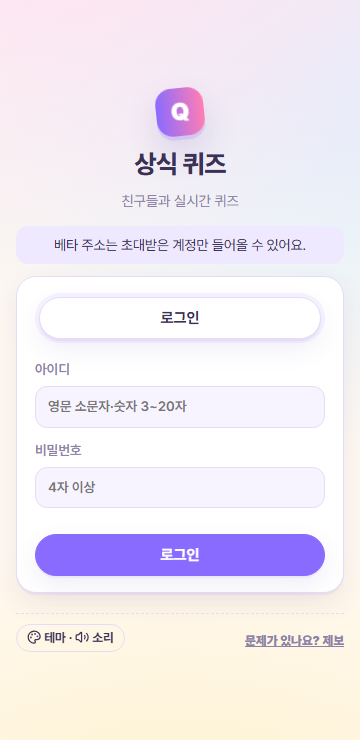 Q
상식 퀴즈
친구들과 실시간 퀴즈
베타 주소는 초대받은 계정만 들어올 수 있어요.
로그인
아이디
영문 소문자·숫자 3~20자
비밀번호
4자 이상
로그인
테마 · 소리
문제가 있나요? 제보